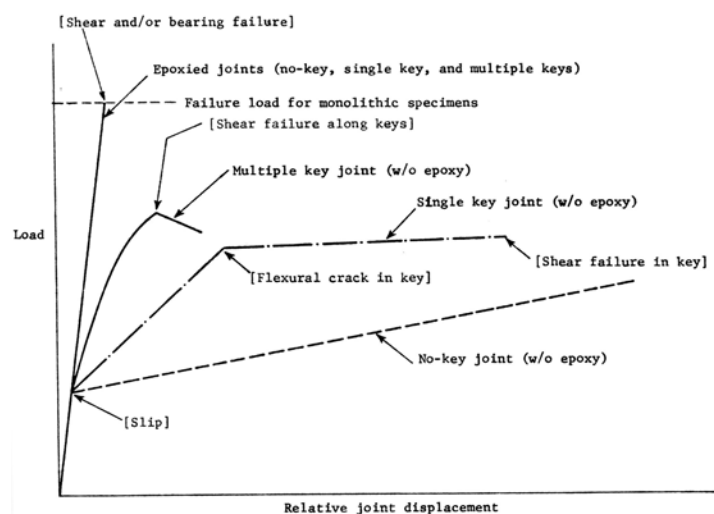 [Shear and/or bearing failure]
Epoxied joints (no-key, single key, and multiple keys)
Failure load for monolithic specimens
[Shear failure along keys]
Multiple key joint (w/o epoxy)
Single key joint (w/o epoxy)
Load
[Shear failure in key]
[Flexural crack in key]
No-key joint (w/o epoxy)
[Slip]
Relative joint displacement